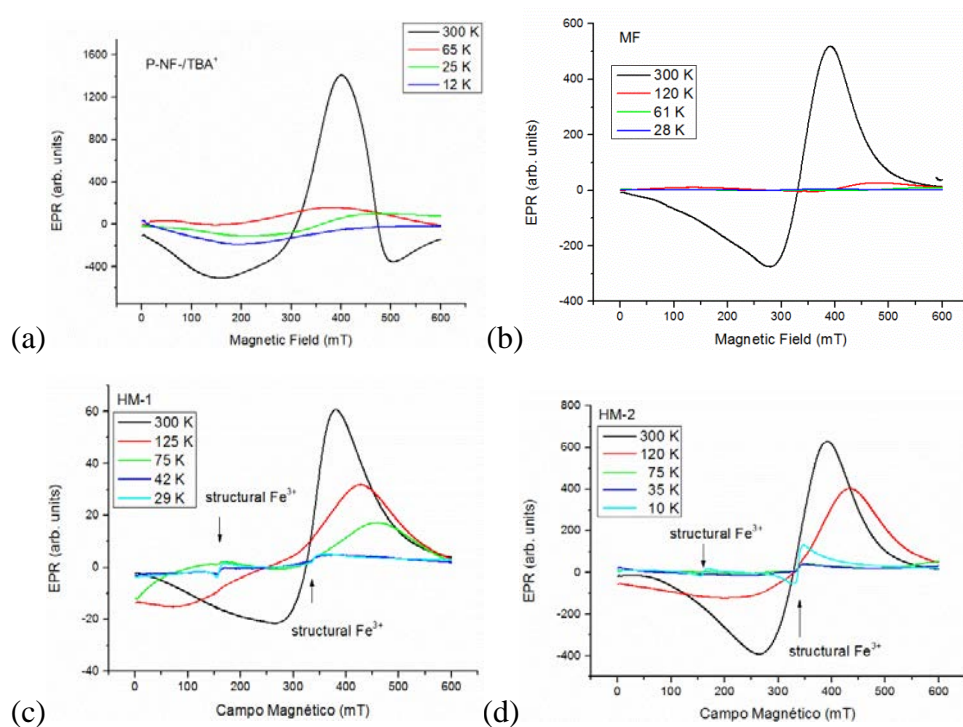 P-NF-/TBA⁺
300 K
65 K
25 K
12 K
EPR (arb. units)
1600
1200
800
400
0
-400
0 100 200 300 400 500 600
Magnetic Field (mT)
(a)
MF
300 K
120 K
61 K
28 K
EPR (arb. units)
600
400
200
0
-200
-400
0 100 200 300 400 500 600
Magnetic Field (mT)
(b)
HM-1
300 K
125 K
75 K
42 K
29 K
structural Fe³⁺
structural Fe³⁺
EPR (arb. units)
60
40
20
0
-20
-40
0 100 200 300 400 500 600
Campo Magnético (mT)
(c)
HM-2
300 K
120 K
75 K
35 K
10 K
structural Fe³⁺
structural Fe³⁺
EPR (arb. units)
800
600
400
200
0
-200
-400
0 100 200 300 400 500 600
Campo Magnético (mT)
(d)